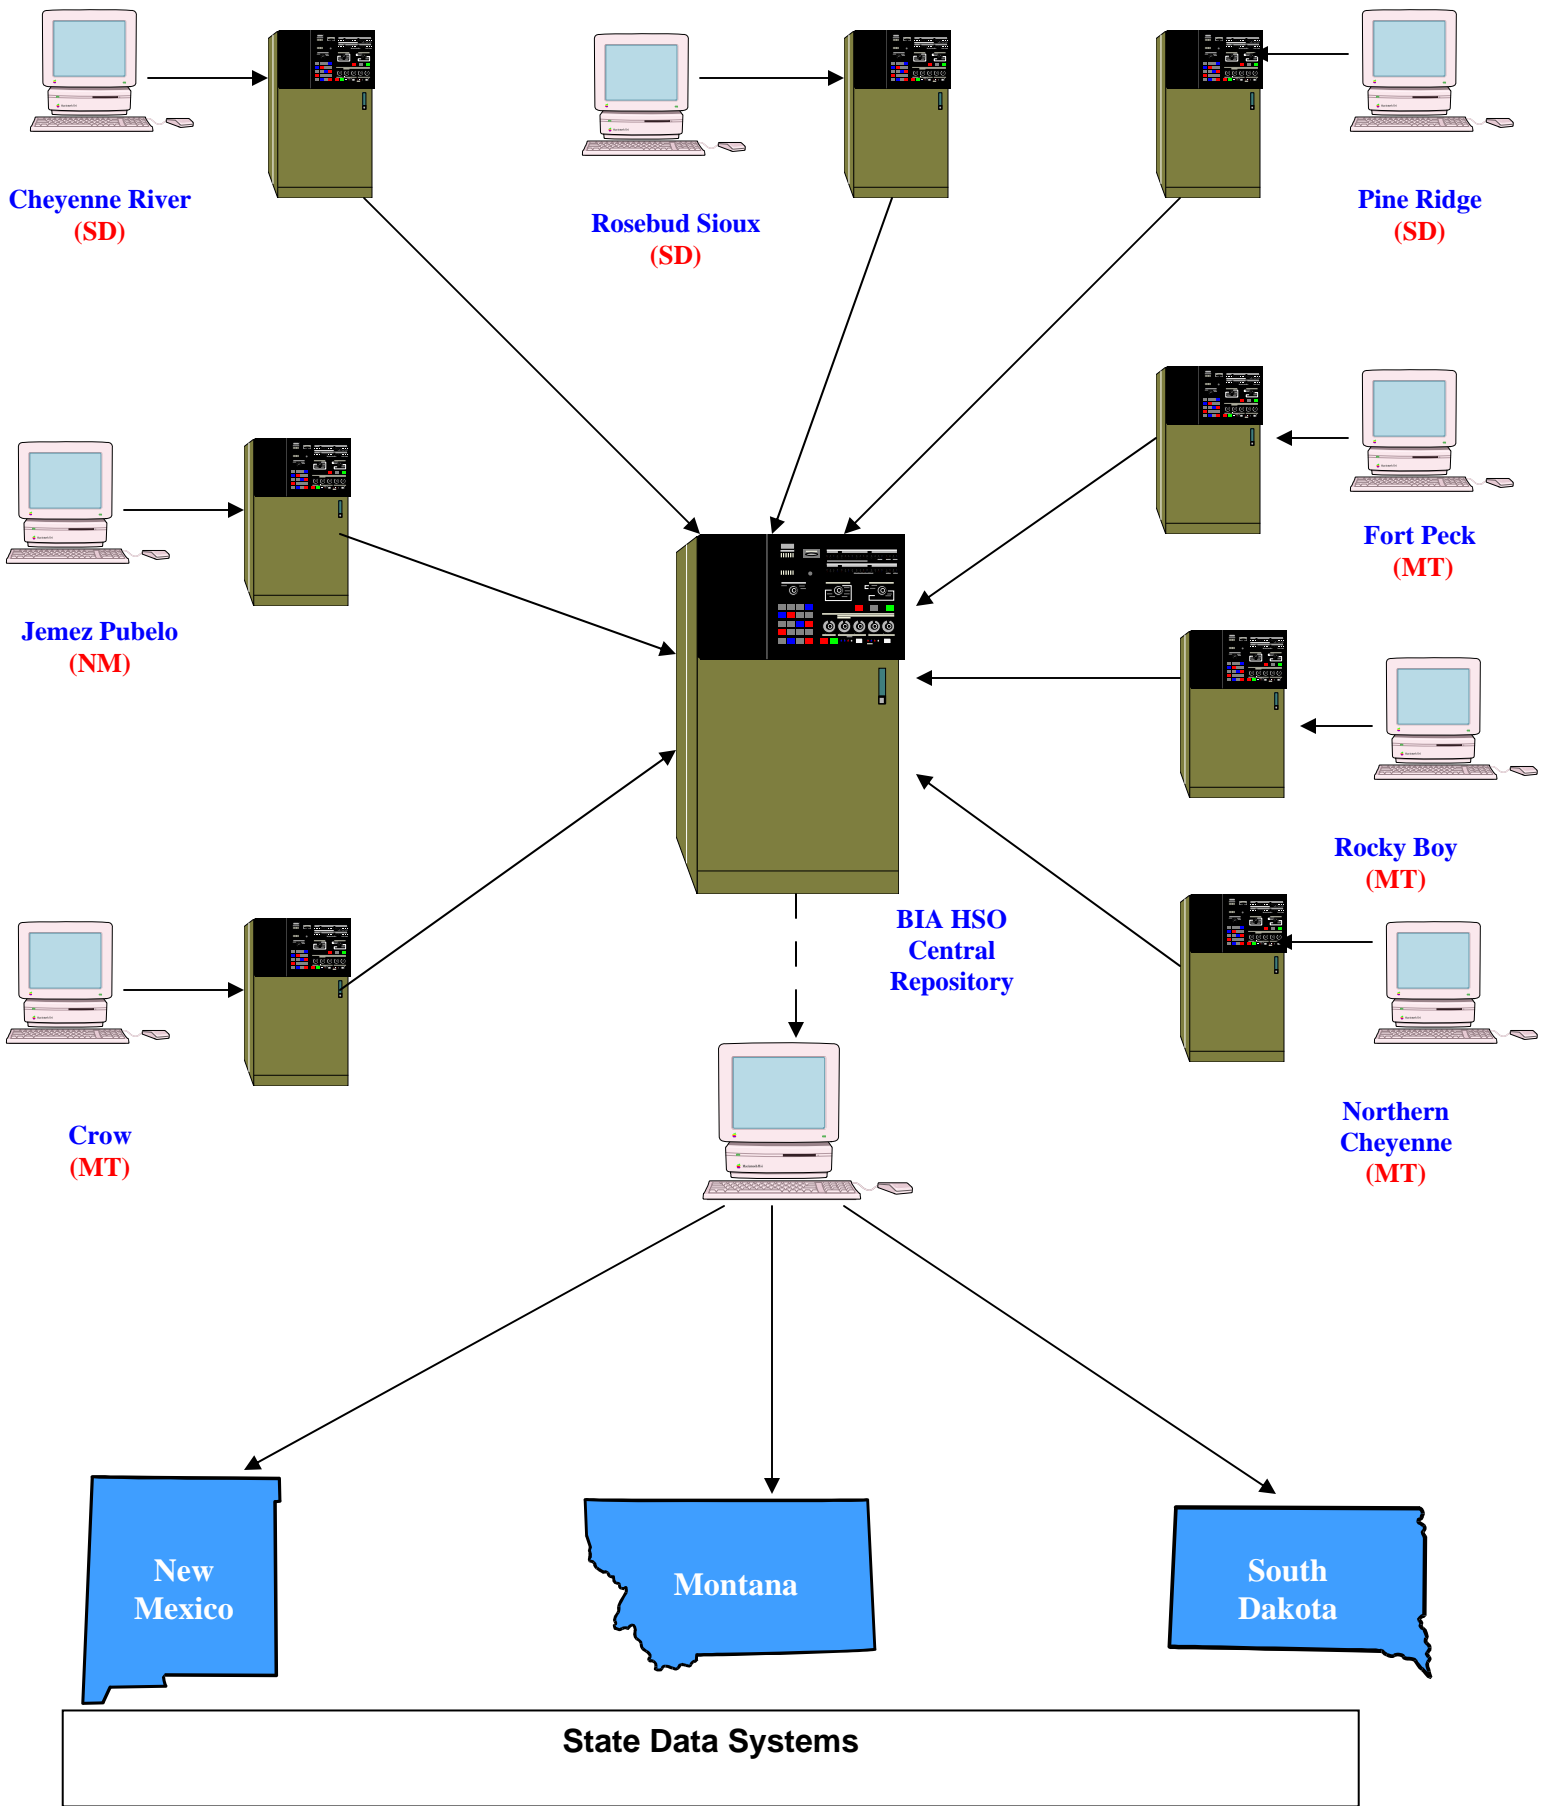 Cheyenne River
(SD)
Rosebud Sioux
(SD)
Pine Ridge
(SD)
Jemez Pubelo
(NM)
Fort Peck
(MT)
Rocky Boy
(MT)
BIA HSO
Central
Repository
Crow
(MT)
Northern
Cheyenne
(MT)
New
Mexico
Montana
South
Dakota
State Data Systems